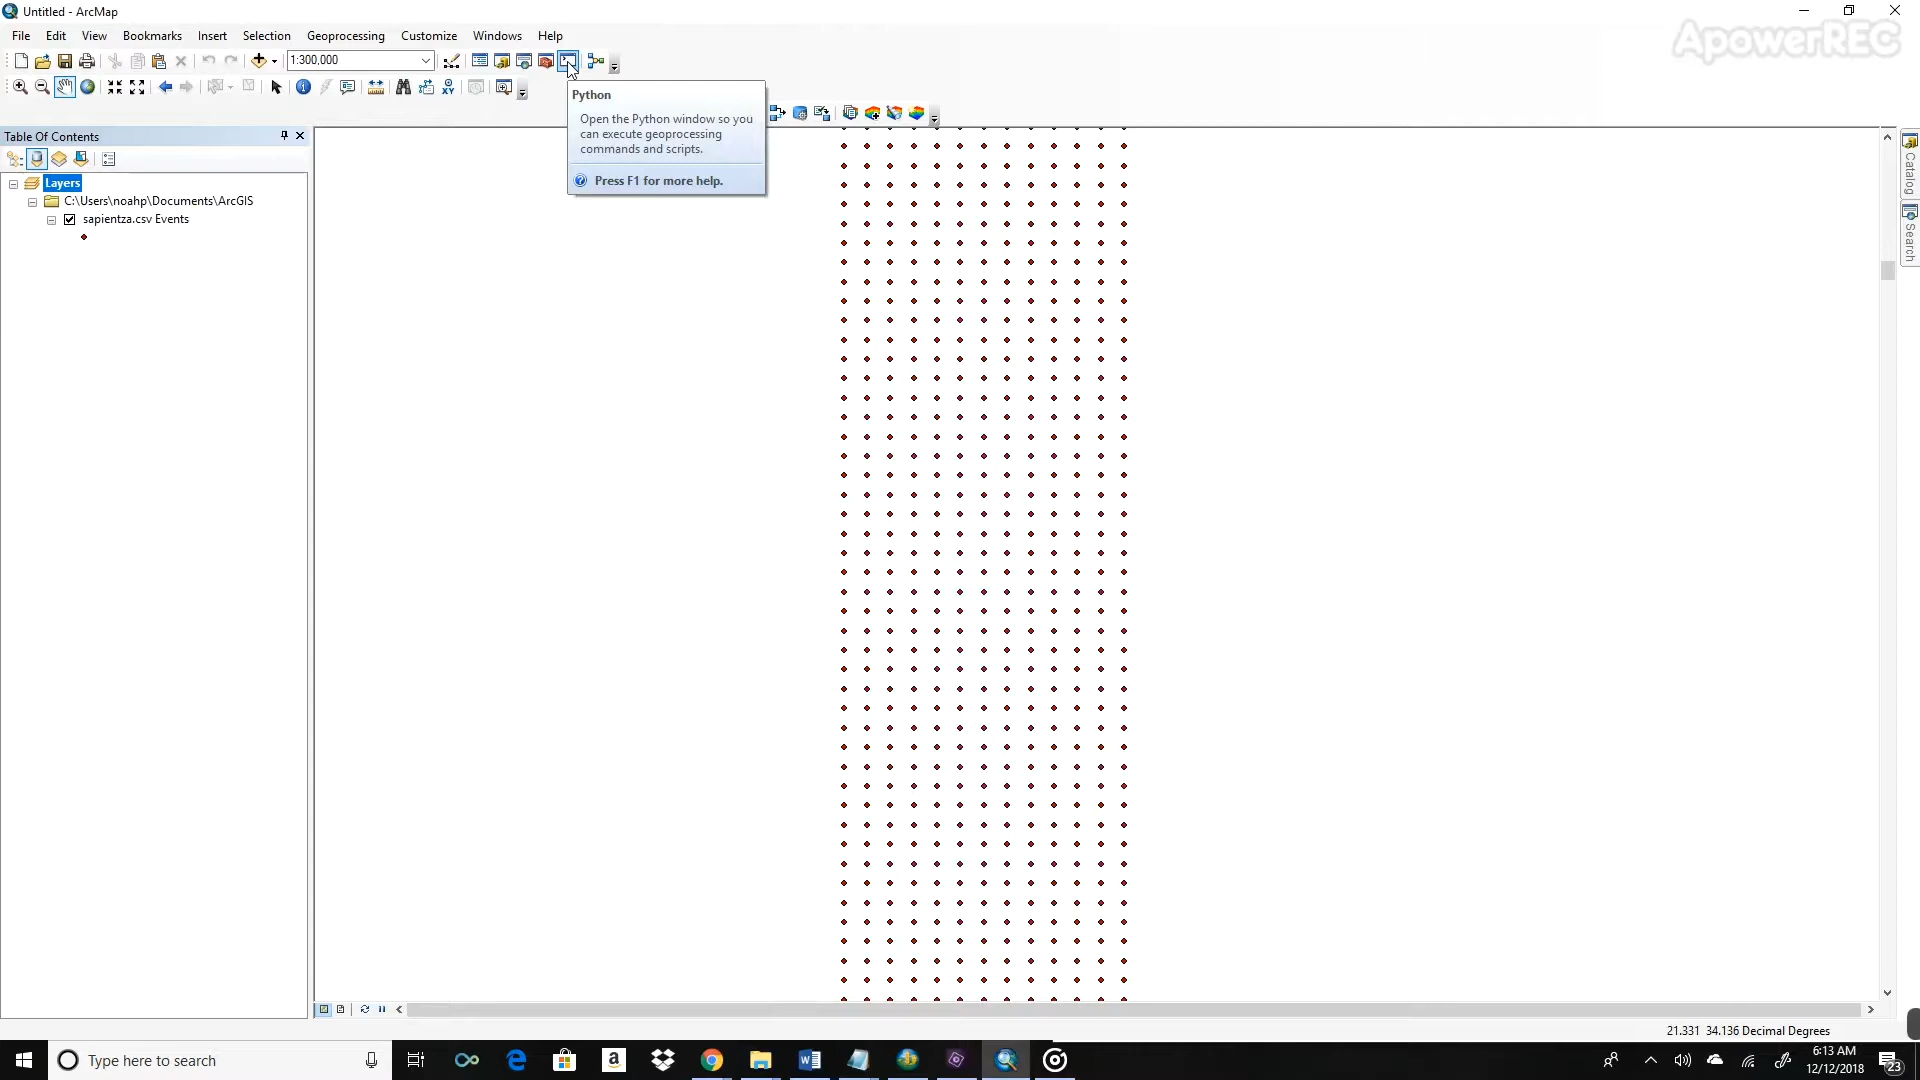 Untitled - ArcMap
ApowerREC
File Edit View Bookmarks Insert Selection Geoprocessing Customize Windows Help
1:300,000
Python
Open the Python window so you
can execute geoprocessing
commands and scripts.
Press F1 for more help.
Table Of Contents
Layers
C:\Users\noahp\Documents\ArcGIS
sapientza.csv Events
Catalog
Search
21.331 34.136 Decimal Degrees
Type here to search
6:13 AM
12/12/2018
23